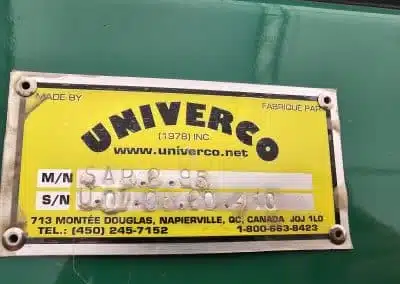 MADE BY FABRIQUÉ PAR
UNIVERCO
(1978) INC.
www.univerco.net
M/N
S/N
713 MONTÉE DOUGLAS, NAPIERVILLE, QC, CANADA J0J 1L0
TEL.: (450) 245-7152 1-800-663-8423